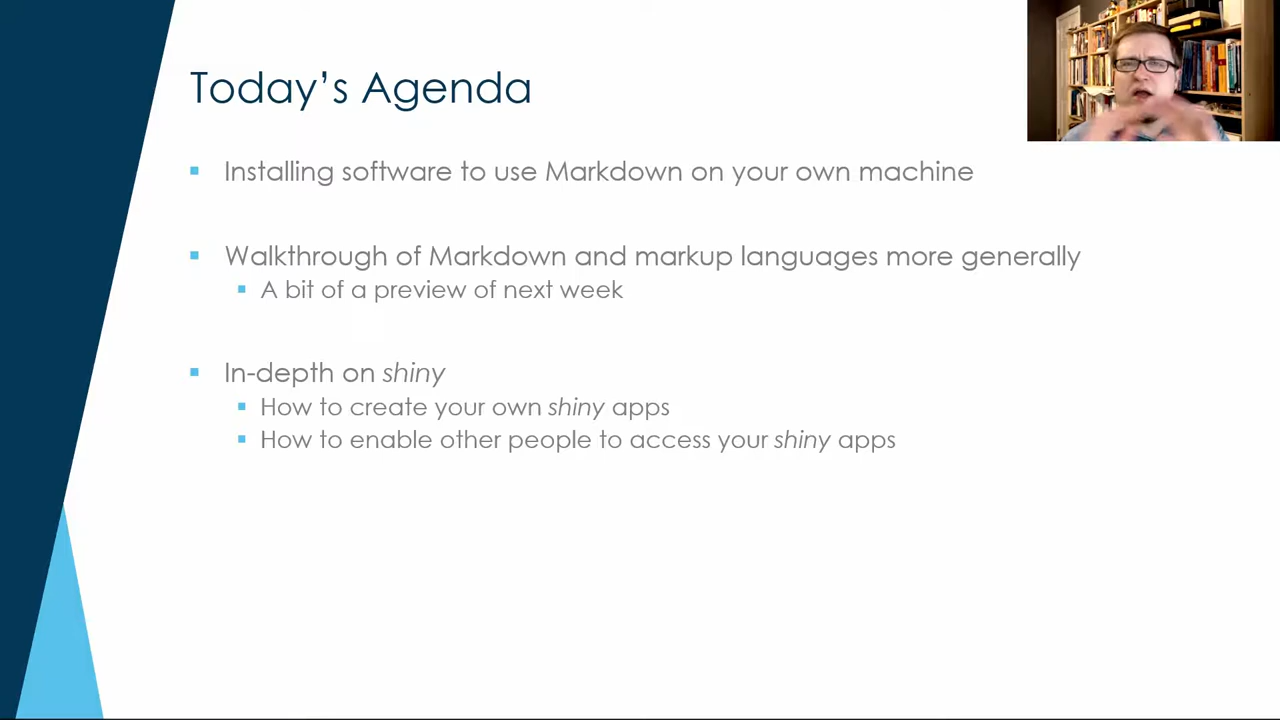 Today’s Agenda
Installing software to use Markdown on your own machine
Walkthrough of Markdown and markup languages more generally
A bit of a preview of next week
In-depth on shiny
How to create your own shiny apps
How to enable other people to access your shiny apps